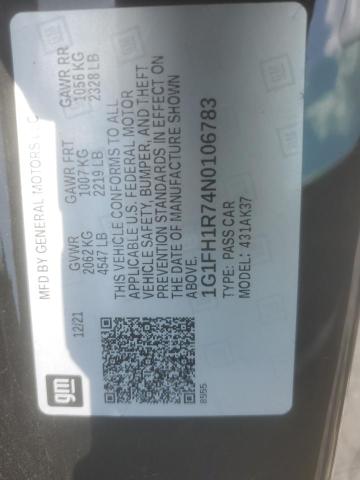 MFD BY GENERAL MOTORS LLC
12/21
GVWR GAWR FRT GAWR RR
2062 KG 1007 KG 1056 KG
4547 LB 2219 LB 2328 LB
THIS VEHICLE CONFORMS TO ALL
APPLICABLE U.S. FEDERAL MOTOR
VEHICLE SAFETY, BUMPER, AND THEFT
PREVENTION STANDARDS IN EFFECT ON
THE DATE OF MANUFACTURE SHOWN
ABOVE.
1G1FH1R74N0106783
TYPE: PASS CAR
MODEL: 431AK37
gm
8555